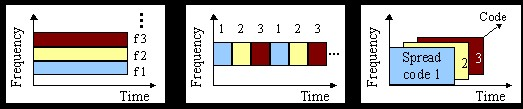 Frequency
f3
f2
f1
Time
Frequency
1 2 3 1 2 3
Time
Frequency
Code
Spread
code 1
2
3
Time